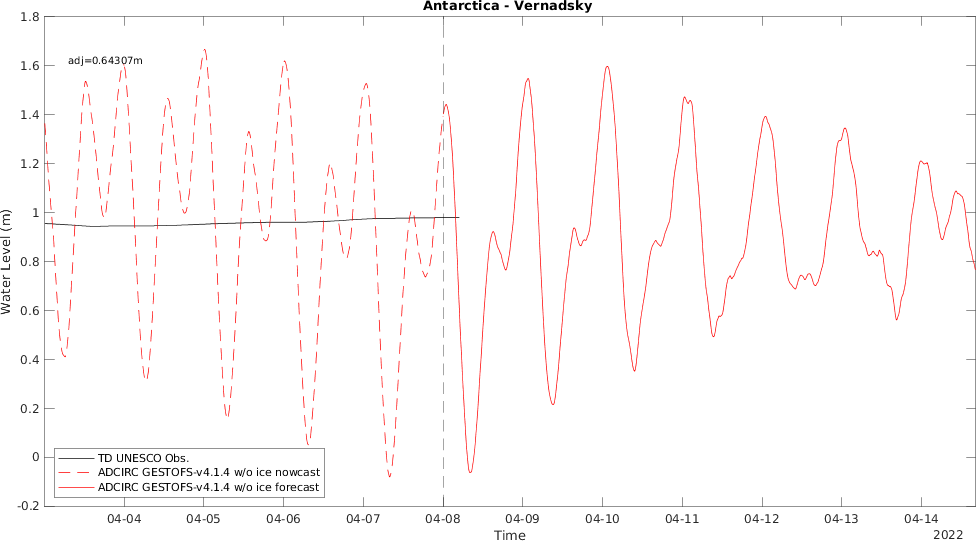 Antarctica - Vernadsky
adj=0.64307m
Water Level (m)
1.8
1.6
1.4
1.2
1
0.8
0.6
0.4
0.2
0
-0.2
TD UNESCO Obs.
ADCIRC GESTOFS-v4.1.4 w/o ice nowcast
ADCIRC GESTOFS-v4.1.4 w/o ice forecast
04-04 04-05 04-06 04-07 04-08 04-09 04-10 04-11 04-12 04-13 04-14
Time
2022